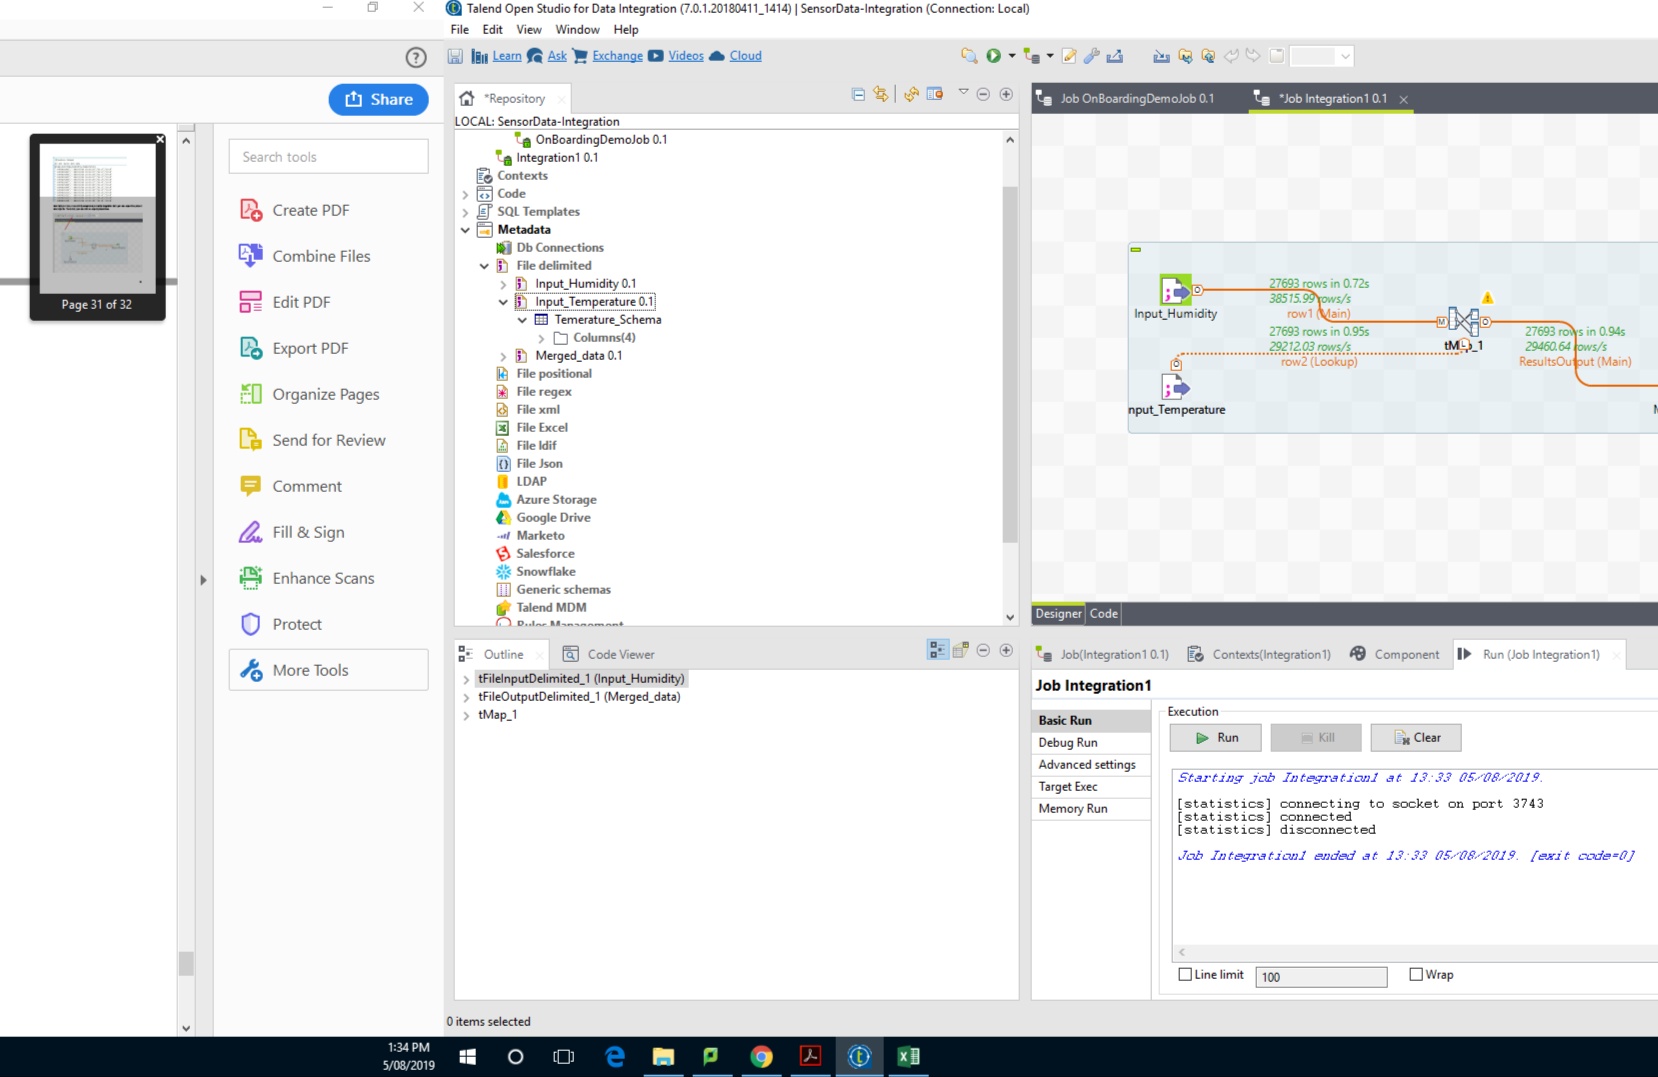 Talend Open Studio for Data Integration (7.0.1.20180411_1414) | SensorData-Integration (Connection: Local)
File Edit View Window Help
Learn Ask Exchange Videos Cloud
Share
Page 31 of 32
Search tools
Create PDF
Combine Files
Edit PDF
Export PDF
Organize Pages
Send for Review
Comment
Fill & Sign
Enhance Scans
Protect
More Tools
*Repository
LOCAL: SensorData-Integration
OnBoardingDemoJob 0.1
Integration1 0.1
Contexts
Code
SQL Templates
Metadata
Db Connections
File delimited
Input_Humidity 0.1
Input_Temperature 0.1
Temerature_Schema
Columns(4)
Merged_data 0.1
File positional
File regex
File xml
File Excel
File ldif
File Json
LDAP
Azure Storage
Google Drive
Marketo
Salesforce
Snowflake
Generic schemas
Talend MDM
Rules Management
Job OnBoardingDemoJob 0.1
*Job Integration1 0.1
27693 rows in 0.72s
38515.99 rows/s
row1 (Main)
Input_Humidity
27693 rows in 0.95s
29212.03 rows/s
row2 (Lookup)
nput_Temperature
tMap_1
27693 rows in 0.94s
29460.64 rows/s
ResultsOutput (Main)
Designer Code
Outline Code Viewer
tFileInputDelimited_1 (Input_Humidity)
tFileOutputDelimited_1 (Merged_data)
tMap_1
Job(Integration1 0.1) Contexts(Integration1) Component Run (Job Integration1)
Job Integration1
Basic Run
Debug Run
Advanced settings
Target Exec
Memory Run
Execution
Run Kill Clear
Starting job Integration1 at 13:33 05/08/2019.
[statistics] connecting to socket on port 3743
[statistics] connected
[statistics] disconnected
Job Integration1 ended at 13:33 05/08/2019. [exit code=0]
Line limit 100 Wrap
0 items selected
1:34 PM
5/08/2019